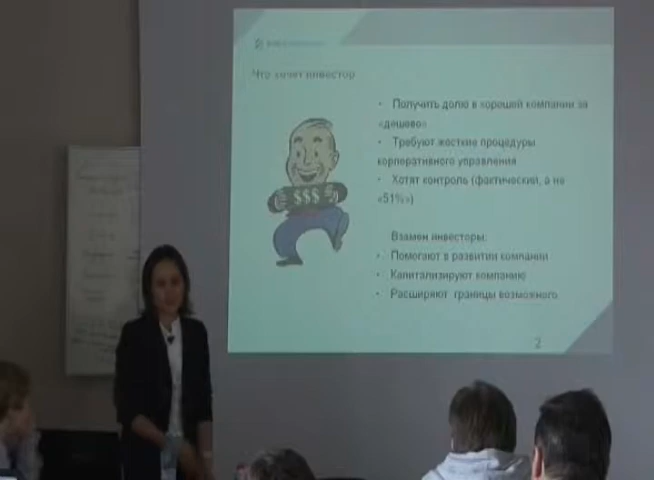 Что хочет инвестор
• Получить долю в хорошей компании за
«дешево»
• Требуют жесткие процедуры
корпоративного управления
• Хотят контроль (фактический, а не
«51%»)
$$$
Взамен инвесторы:
• Помогают в развитии компании
• Капитализируют компанию
• Расширяют границы возможного
2